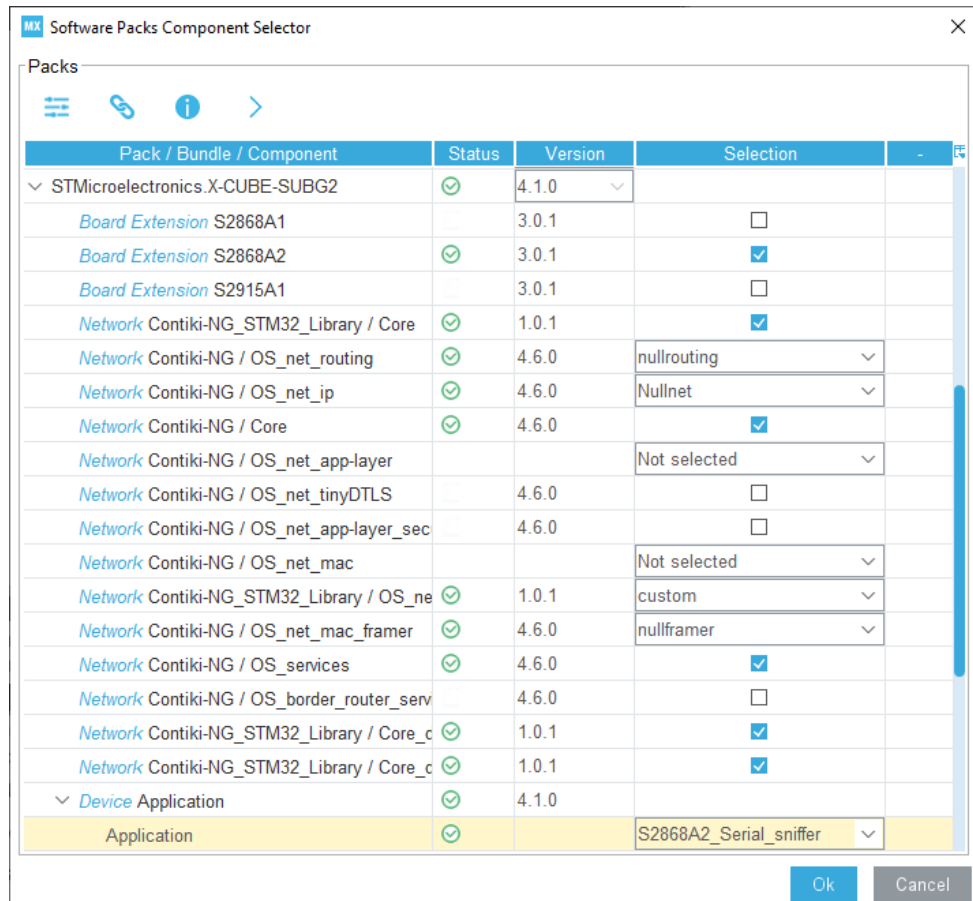 MX Software Packs Component Selector
Packs
Pack / Bundle / Component Status Version Selection -
STMicroelectronics.X-CUBE-SUBG2 4.1.0
Board Extension S2868A1 3.0.1
Board Extension S2868A2 3.0.1
Board Extension S2915A1 3.0.1
Network Contiki-NG_STM32_Library / Core 1.0.1
Network Contiki-NG / OS_net_routing 4.6.0 nullrouting
Network Contiki-NG / OS_net_ip 4.6.0 Nullnet
Network Contiki-NG / Core 4.6.0
Network Contiki-NG / OS_net_app-layer Not selected
Network Contiki-NG / OS_net_tinyDTLS 4.6.0
Network Contiki-NG / OS_net_app-layer_sec 4.6.0
Network Contiki-NG / OS_net_mac Not selected
Network Contiki-NG_STM32_Library / OS_ne 1.0.1 custom
Network Contiki-NG / OS_net_mac_framer 4.6.0 nullframer
Network Contiki-NG / OS_services 4.6.0
Network Contiki-NG / OS_border_router_serv 4.6.0
Network Contiki-NG_STM32_Library / Core_c 1.0.1
Network Contiki-NG_STM32_Library / Core_c 1.0.1
Device Application 4.1.0
Application S2868A2_Serial_sniffer
Ok Cancel